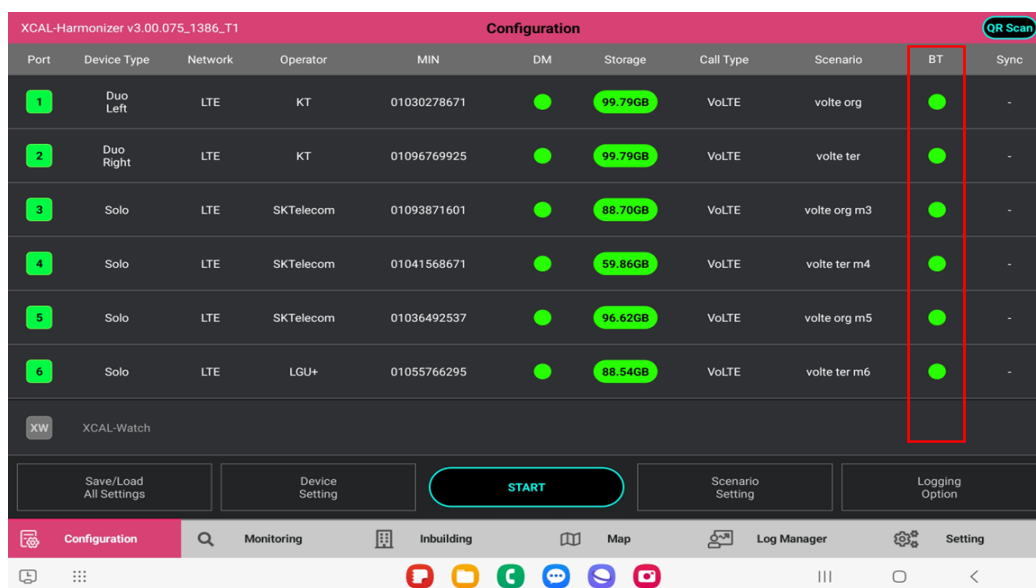 XCAL-Harmonizer v3.00.075_1386_T1 Configuration QR Scan
Port Device Type Network Operator MIN DM Storage Call Type Scenario BT Sync
1 Duo Left LTE KT 01030278671 99.79GB VoLTE volte org -
2 Duo Right LTE KT 01096769925 99.79GB VoLTE volte ter -
3 Solo LTE SKTelecom 01093871601 88.70GB VoLTE volte org m3 -
4 Solo LTE SKTelecom 01041568671 59.86GB VoLTE volte ter m4 -
5 Solo LTE SKTelecom 01036492537 96.62GB VoLTE volte org m5 -
6 Solo LTE LGU+ 01055766295 88.54GB VoLTE volte ter m6 -
XW XCAL-Watch
Save/Load All Settings Device Setting START Scenario Setting Logging Option
Configuration Monitoring Inbuilding Map Log Manager Setting